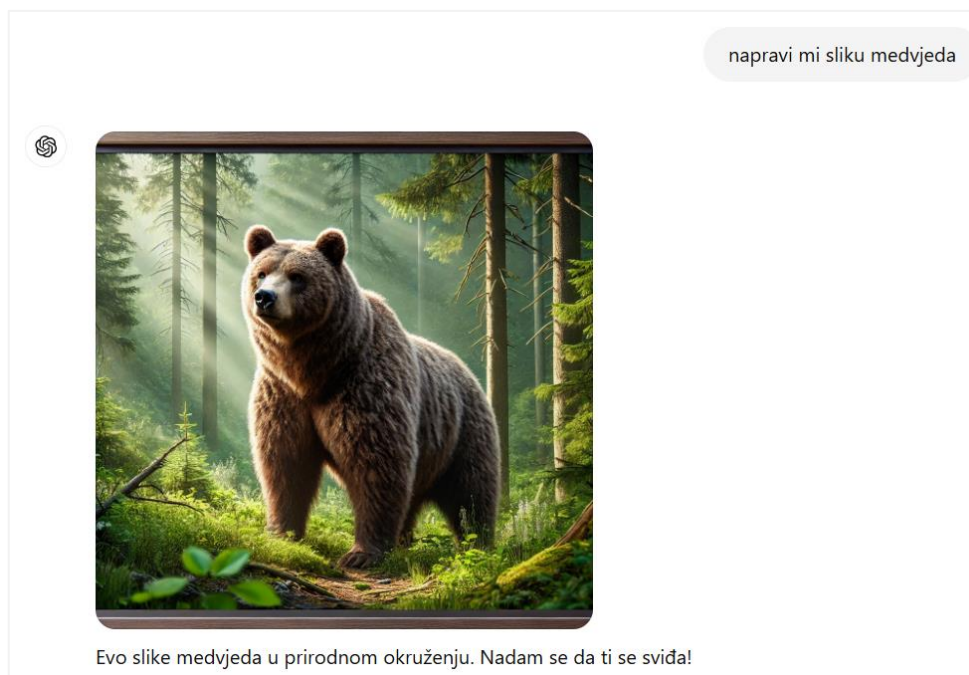 napravi mi sliku medvjeda
Evo slike medvjeda u prirodnom okruženju. Nadam se da ti se sviđa!